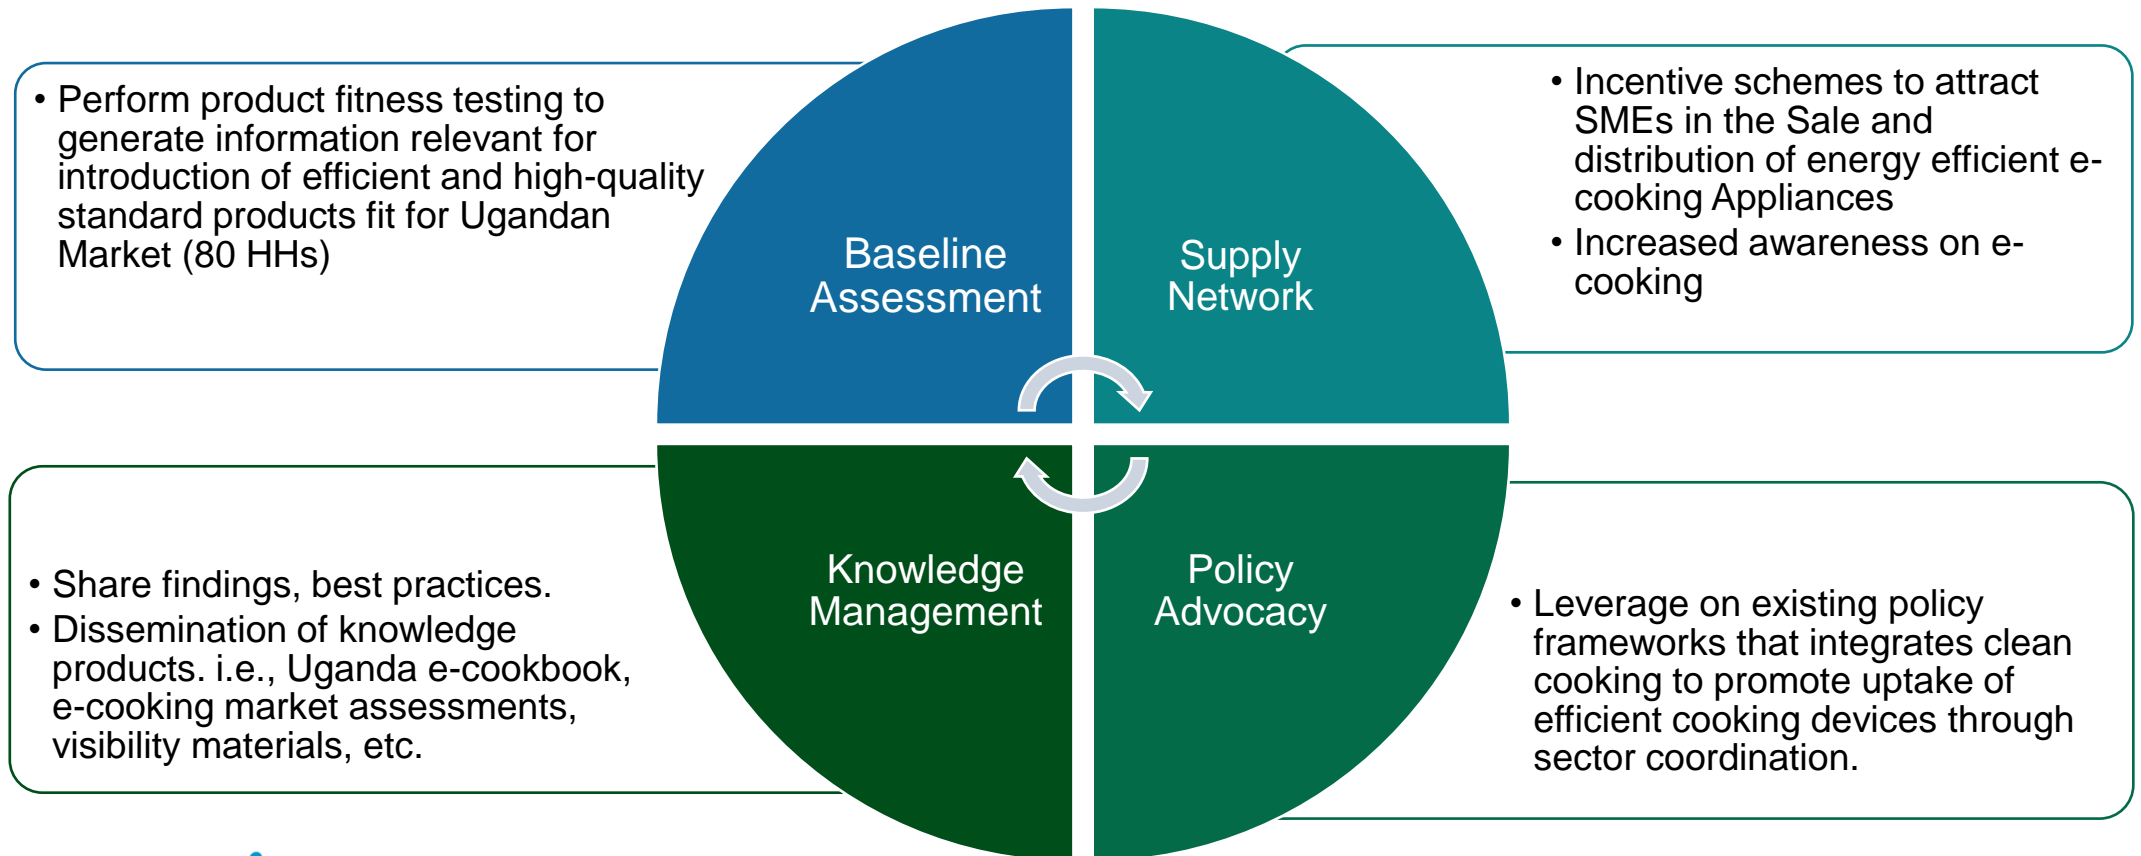 • Perform product fitness testing to
generate information relevant for
introduction of efficient and high-quality
standard products fit for Ugandan
Market (80 HHs)
Baseline
Assessment
Supply
Network
• Incentive schemes to attract
SMEs in the Sale and
distribution of energy efficient e-
cooking Appliances
• Increased awareness on e-
cooking
• Share findings, best practices.
• Dissemination of knowledge
products. i.e., Uganda e-cookbook,
e-cooking market assessments,
visibility materials, etc.
Knowledge
Management
Policy
Advocacy
• Leverage on existing policy
frameworks that integrates clean
cooking to promote uptake of
efficient cooking devices through
sector coordination.